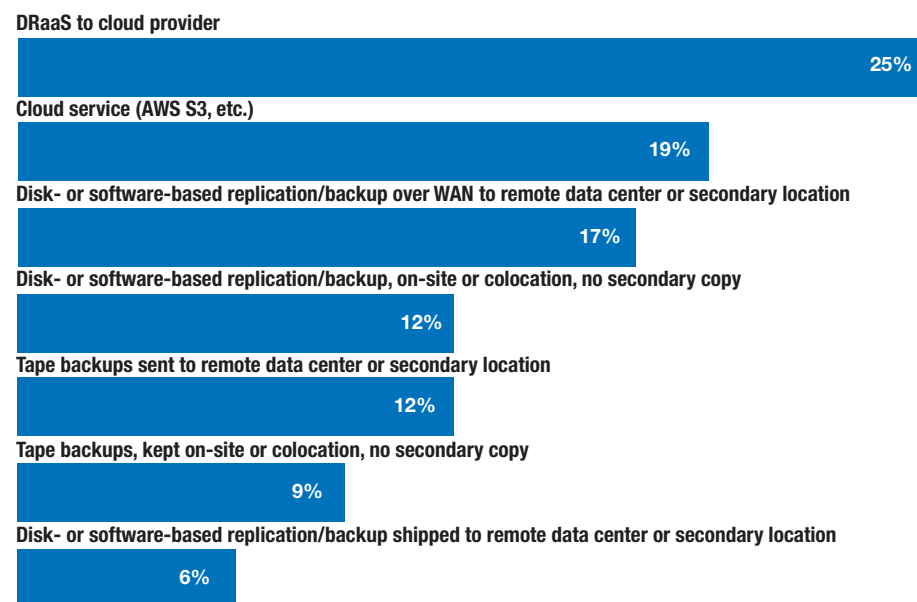 DRaaS to cloud provider
25%
Cloud service (AWS S3, etc.)
19%
Disk- or software-based replication/backup over WAN to remote data center or secondary location
17%
Disk- or software-based replication/backup, on-site or colocation, no secondary copy
12%
Tape backups sent to remote data center or secondary location
12%
Tape backups, kept on-site or colocation, no secondary copy
9%
Disk- or software-based replication/backup shipped to remote data center or secondary location
6%